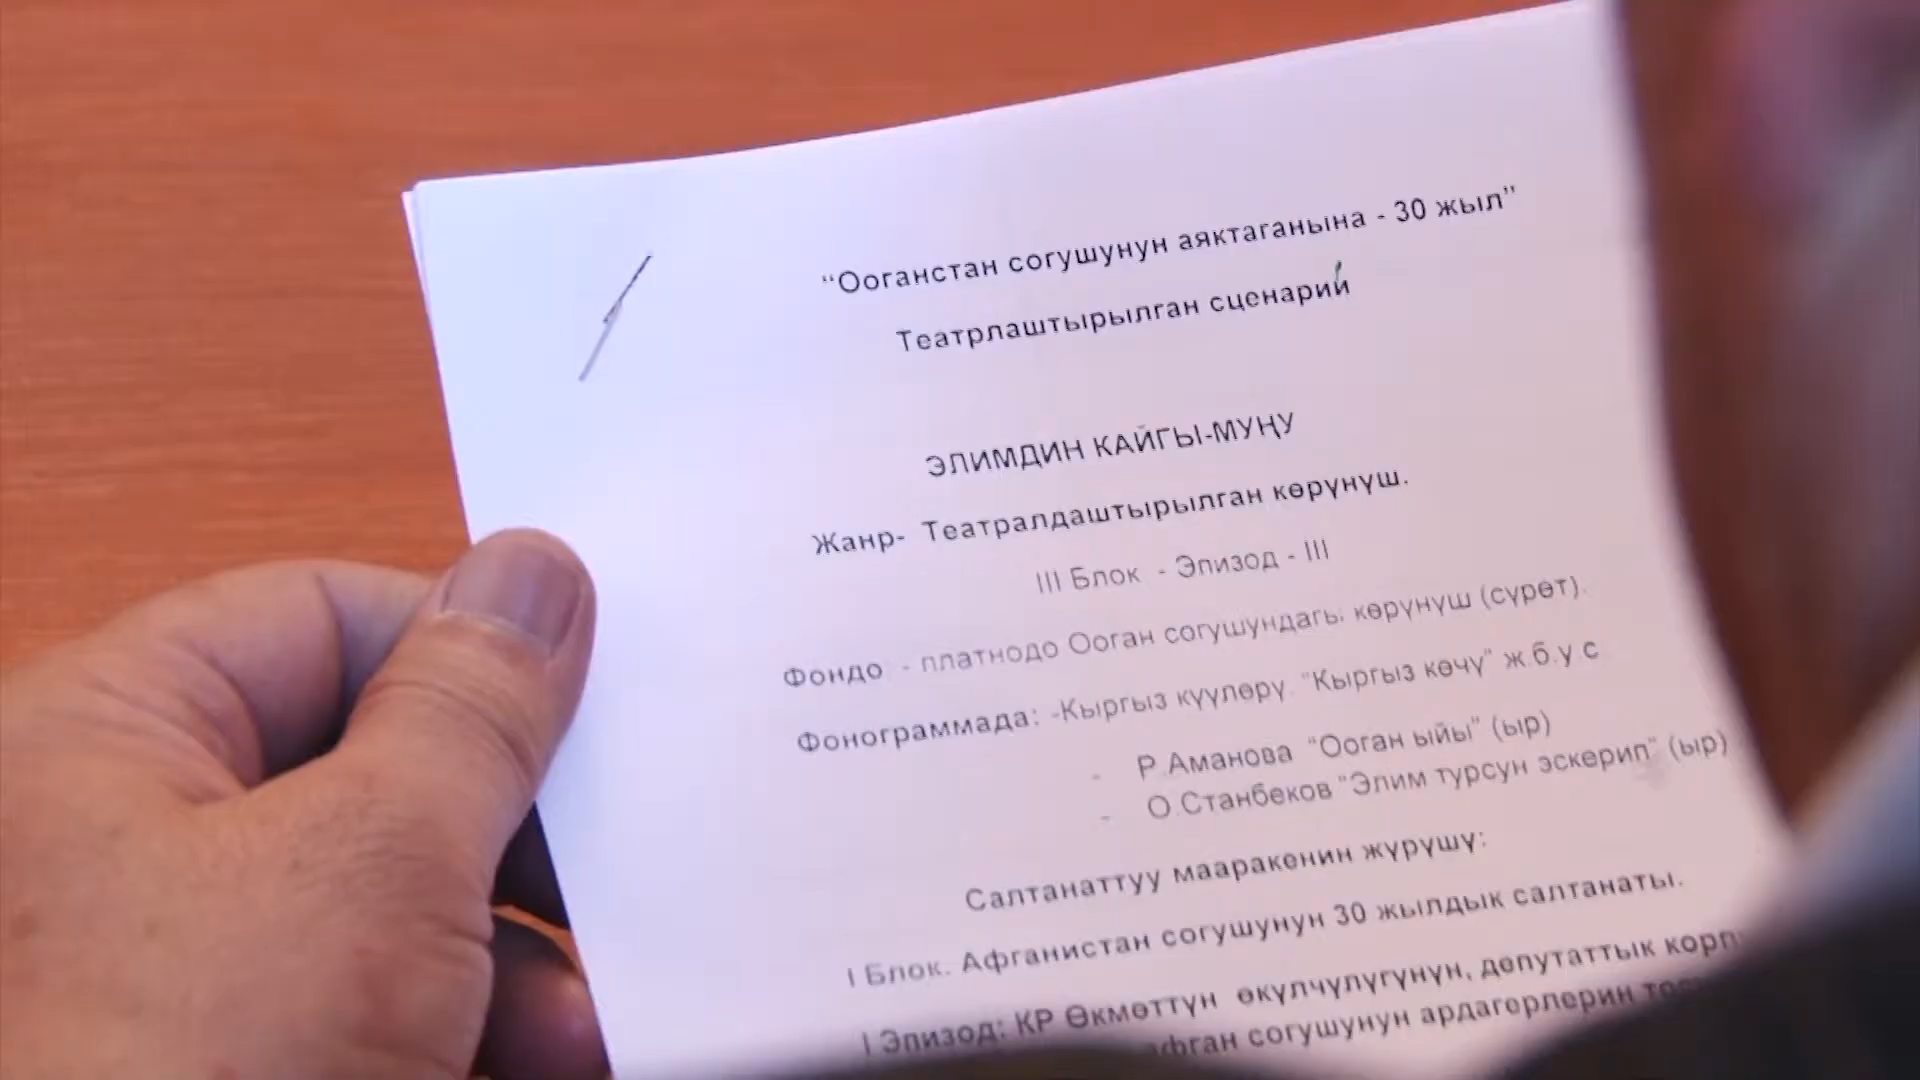 “Ооганстан согушунун аяктаганына - 30 жыл”
Театрлаштырылган сценарий
ЭЛИМДИН КАЙГЫ-МУҢУ
Жанр- Театралдаштырылган көрүнүш.
III Блок - Эпизод - III
Фондо - платнодо Ооган согушундагы көрүнүш (сүрөт).
Фонограммада: -Кыргыз күүлөрү. “Кыргыз көчү” ж.б.у.с
- Р.Аманова “Ооган ыйы” (ыр)
- О.Станбеков “Элим турсун эскерип” (ыр)
Салтанаттуу мааракенин жүрүшү:
I Блок. Афганистан согушунун 30 жылдык салтанаты.
I Эпизод: КР Өкмөттүн өкүлчүлүгүнүн, депутаттык
согушунун ардагерлерин